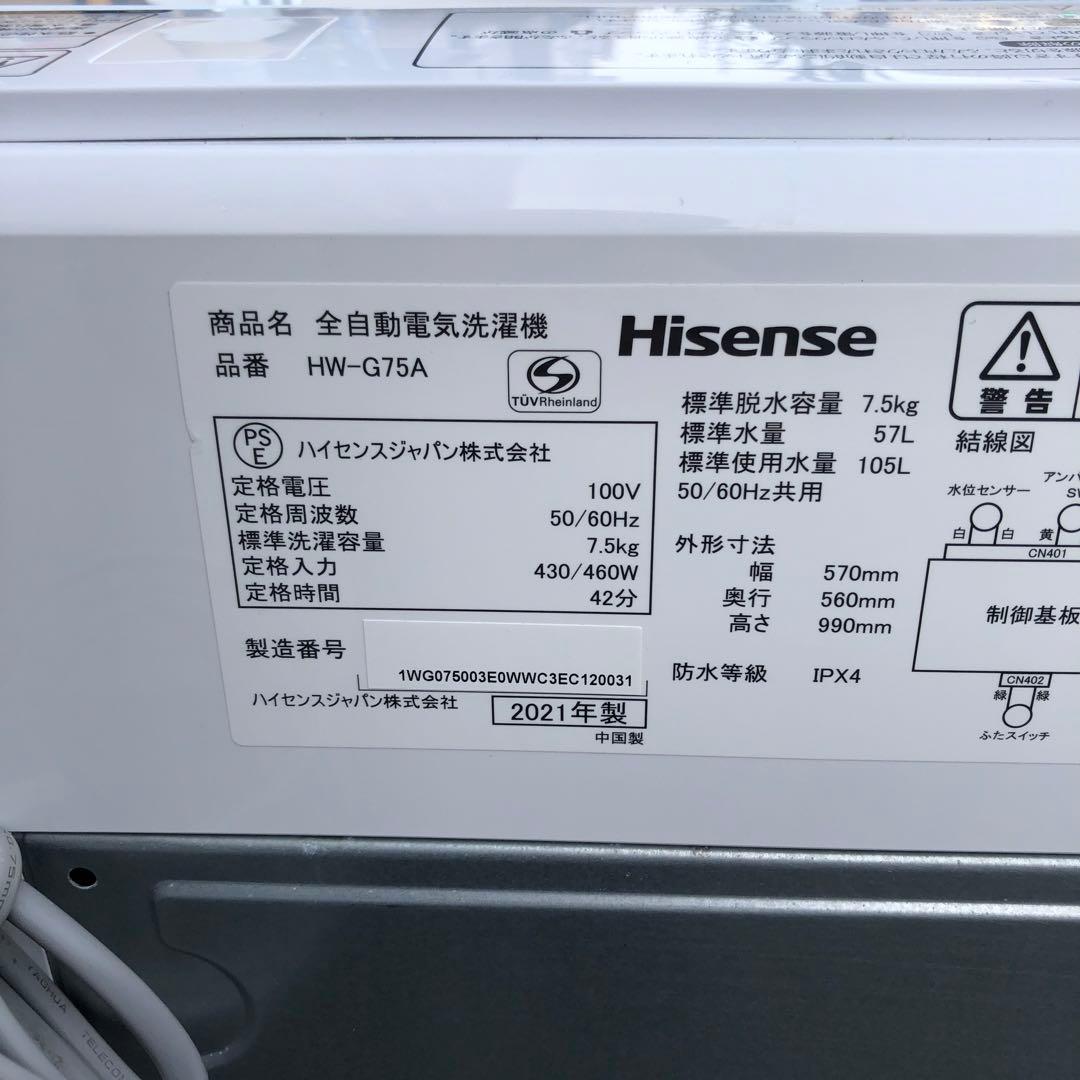 商品名 全自動電気洗濯機
品番 HW-G75A
TÜVRheinland
Hisense
PS
E
ハイセンスジャパン株式会社
定格電圧 100V
定格周波数 50/60Hz
標準洗濯容量 7.5kg
定格入力 430/460W
定格時間 42分
製造番号
1WG075003E0WWC3EC120031
ハイセンスジャパン株式会社
2021年製
中国製
標準脱水容量 7.5kg
標準水量 57L
標準使用水量 105L
50/60Hz共用
外形寸法
幅 570mm
奥行 560mm
高さ 990mm
防水等級 IPX4
警告
結線図
水位センサー
白 白 黄
CN401
制御基板
CN402
緑 緑
ふたスイッチ
TAGHUA TELECOM